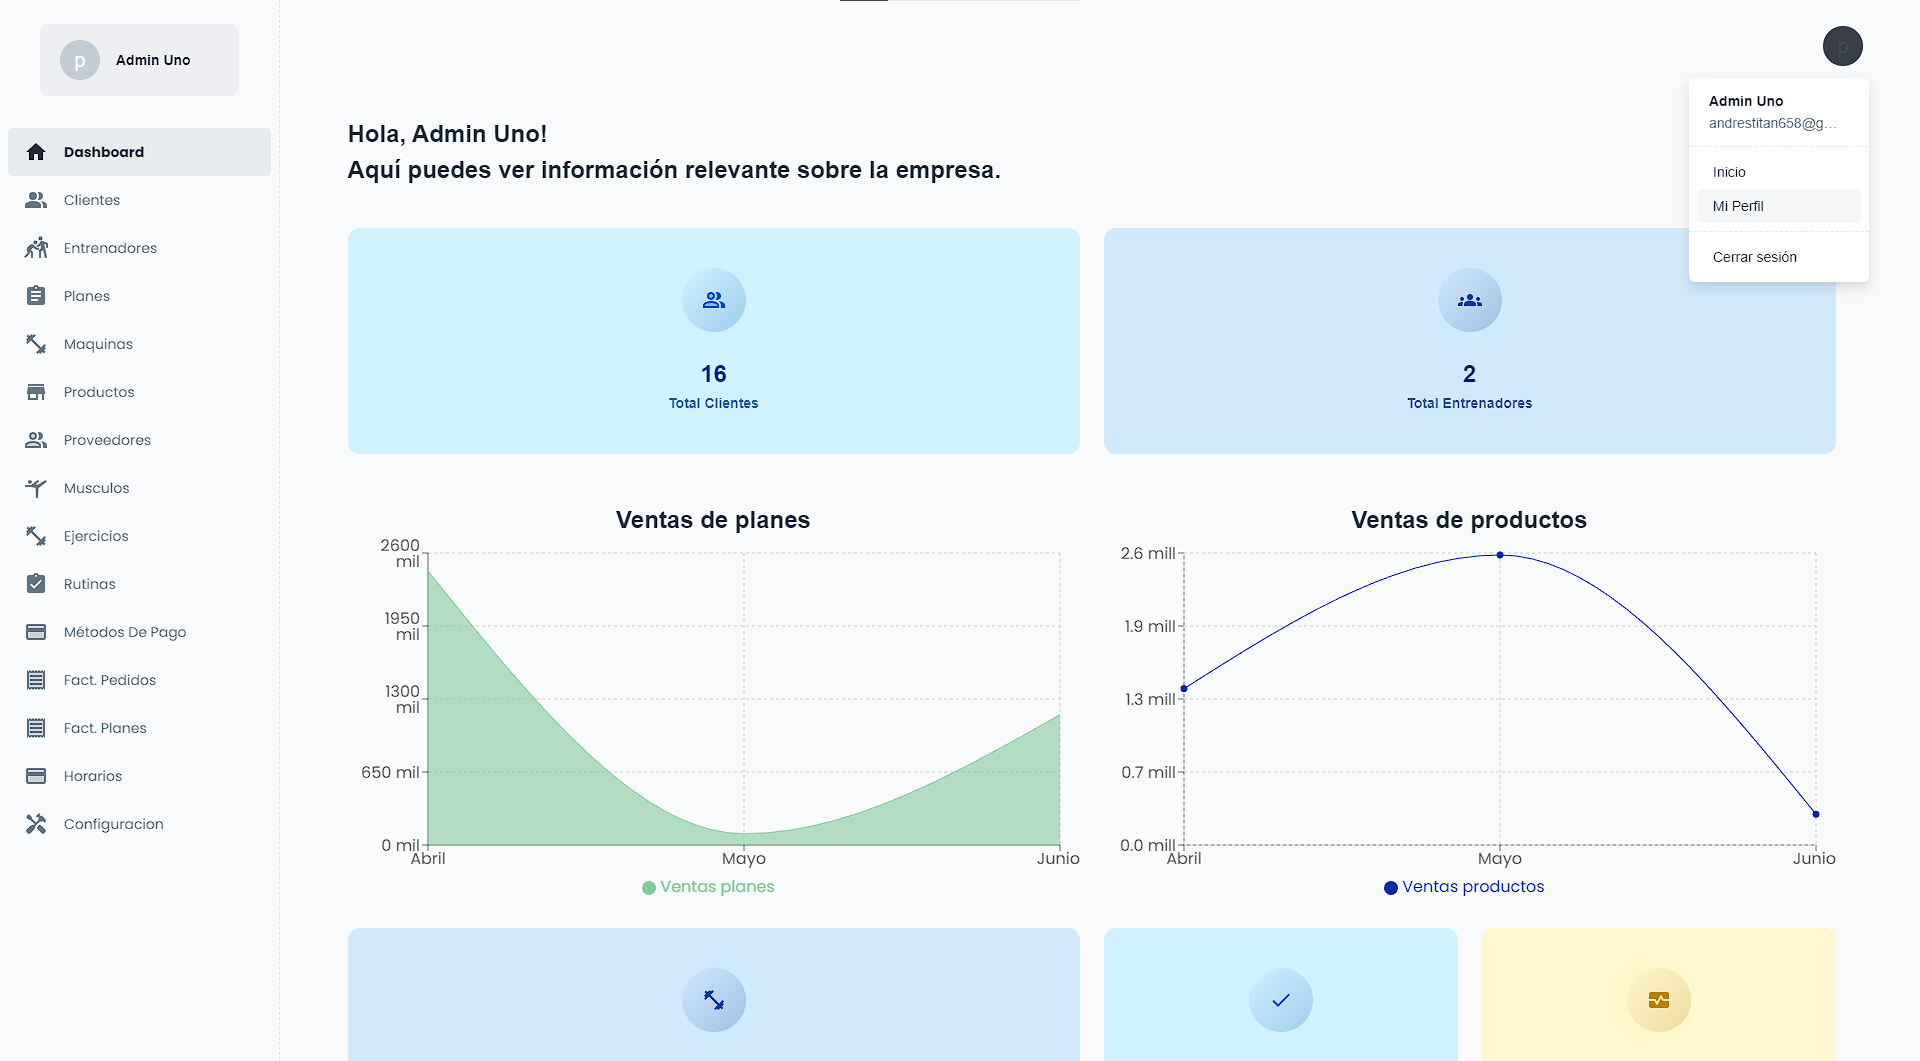 p
Admin Uno
Dashboard
Clientes
Entrenadores
Planes
Maquinas
Productos
Proveedores
Musculos
Ejercicios
Rutinas
Métodos De Pago
Fact. Pedidos
Fact. Planes
Horarios
Configuracion
p
Admin Uno
andrestitan658@g...
Inicio
Mi Perfil
Cerrar sesión
Hola, Admin Uno!
Aquí puedes ver información relevante sobre la empresa.
16
Total Clientes
2
Total Entrenadores
Ventas de planes
2600
mil
1950
mil
1300
mil
650 mil
0 mil
Abril
Mayo
Junio
Ventas planes
Ventas de productos
2.6 mill
1.9 mill
1.3 mill
0.7 mill
0.0 mill
Abril
Mayo
Junio
Ventas productos